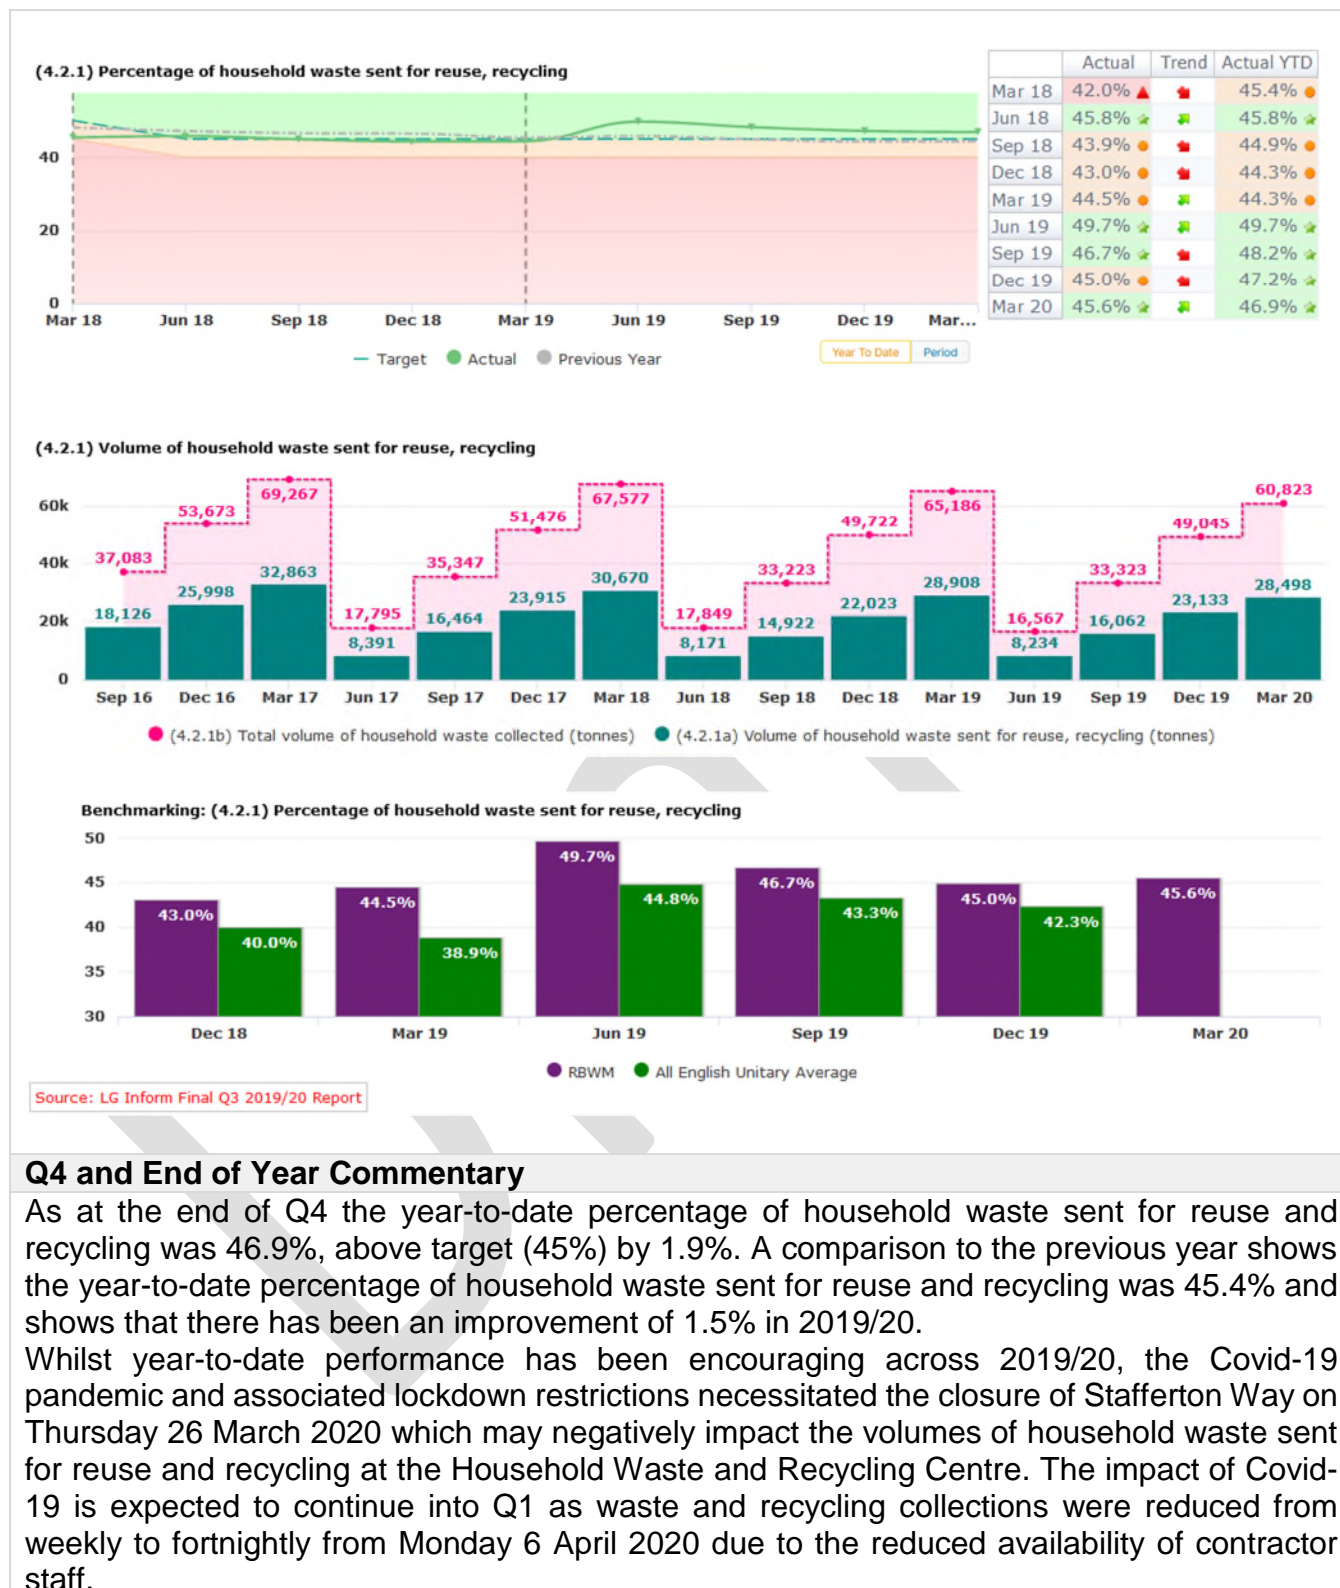 (4.2.1) Percentage of household waste sent for reuse, recycling
40
20
0
Mar 18 Jun 18 Sep 18 Dec 18 Mar 19 Jun 19 Sep 19 Dec 19 Mar...
Target Actual Previous Year
Year To Date Period
Actual Trend Actual YTD
Mar 18 42.0% 45.4%
Jun 18 45.8% 45.8%
Sep 18 43.9% 44.9%
Dec 18 43.0% 44.3%
Mar 19 44.5% 44.3%
Jun 19 49.7% 49.7%
Sep 19 46.7% 48.2%
Dec 19 45.0% 47.2%
Mar 20 45.6% 46.9%
(4.2.1) Volume of household waste sent for reuse, recycling
60k
40k
20k
0
37,083 53,673 69,267 17,795 35,347 51,476 67,577 17,849 33,223 49,722 65,186 16,567 33,323 49,045 60,823
18,126 25,998 32,863 8,391 16,464 23,915 30,670 8,171 14,922 22,023 28,908 8,234 16,062 23,133 28,498
Sep 16 Dec 16 Mar 17 Jun 17 Sep 17 Dec 17 Mar 18 Jun 18 Sep 18 Dec 18 Mar 19 Jun 19 Sep 19 Dec 19 Mar 20
(4.2.1b) Total volume of household waste collected (tonnes) (4.2.1a) Volume of household waste sent for reuse, recycling (tonnes)
Benchmarking: (4.2.1) Percentage of household waste sent for reuse, recycling
50
45
40
35
30
43.0% 40.0% 44.5% 38.9% 49.7% 44.8% 46.7% 43.3% 45.0% 42.3% 45.6%
Dec 18 Mar 19 Jun 19 Sep 19 Dec 19 Mar 20
RBWM All English Unitary Average
Source: LG Inform Final Q3 2019/20 Report
Q4 and End of Year Commentary
As at the end of Q4 the year-to-date percentage of household waste sent for reuse and
recycling was 46.9%, above target (45%) by 1.9%. A comparison to the previous year shows
the year-to-date percentage of household waste sent for reuse and recycling was 45.4% and
shows that there has been an improvement of 1.5% in 2019/20.
Whilst year-to-date performance has been encouraging across 2019/20, the Covid-19
pandemic and associated lockdown restrictions necessitated the closure of Stafferton Way on
Thursday 26 March 2020 which may negatively impact the volumes of household waste sent
for reuse and recycling at the Household Waste and Recycling Centre. The impact of Covid-
19 is expected to continue into Q1 as waste and recycling collections were reduced from
weekly to fortnightly from Monday 6 April 2020 due to the reduced availability of contractor
staff.